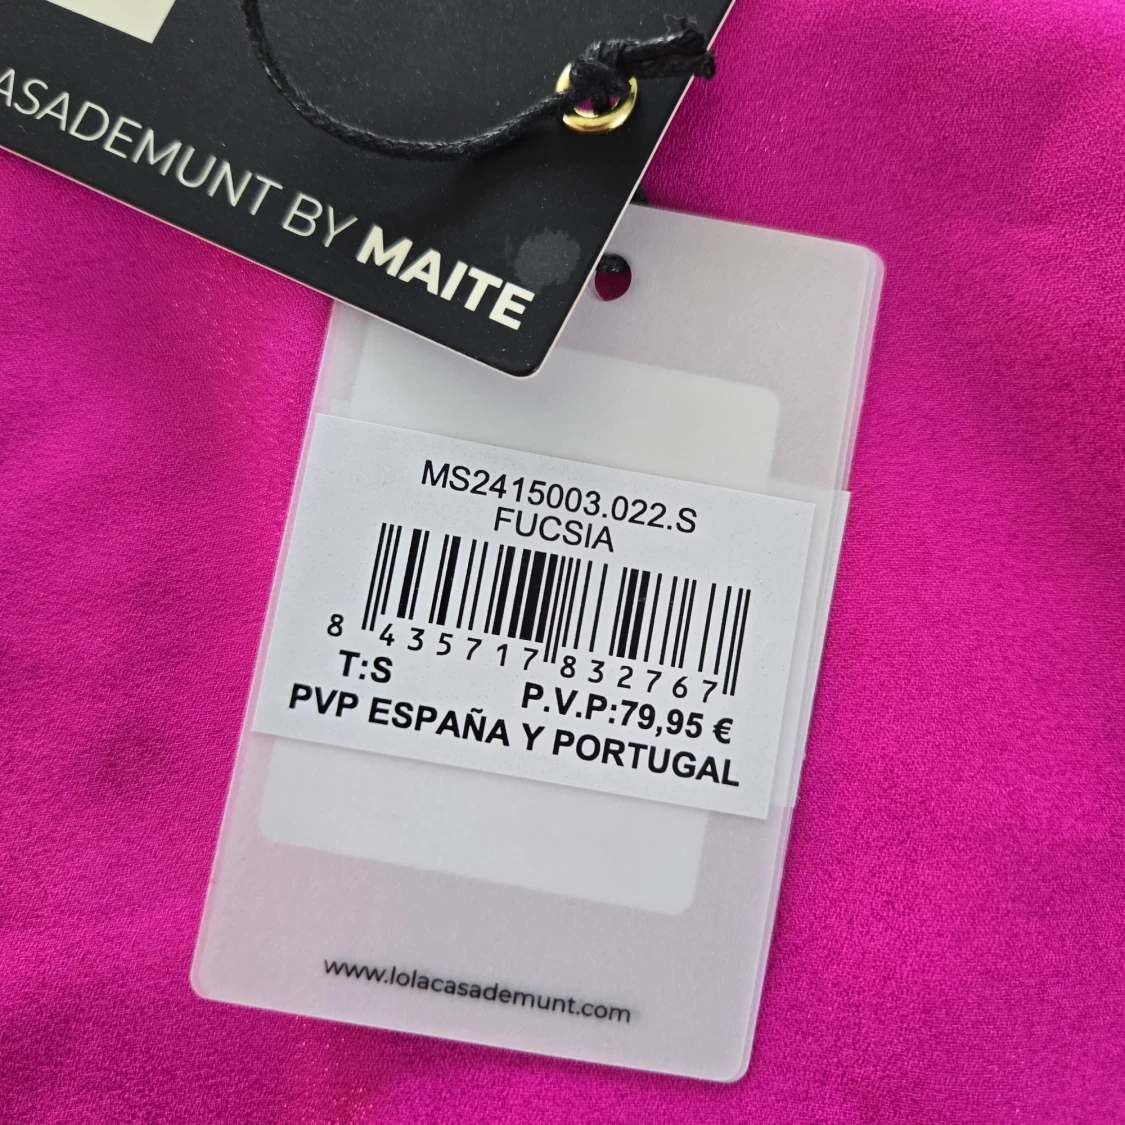 ASADEMUNT BY MAITE
MS2415003.022.S
FUCSIA
8 435717 832767
T:S
P.V.P:79,95 €
PVP ESPAÑA Y PORTUGAL
www.lolacasademunt.com